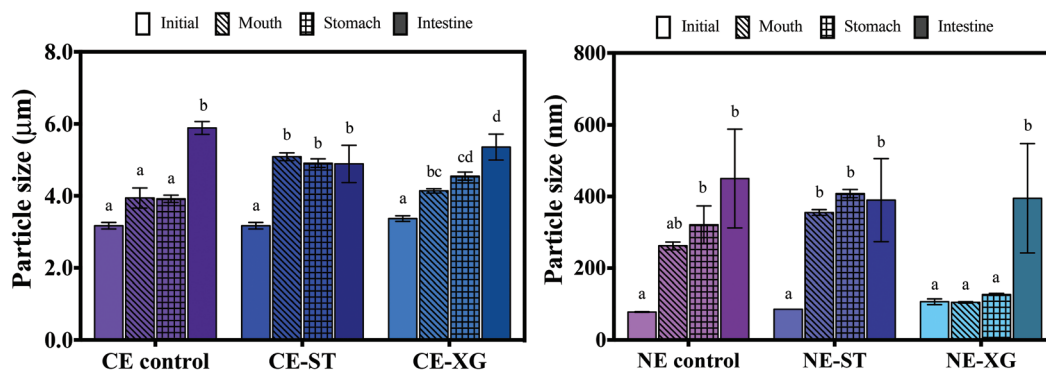 Initial Mouth Stomach Intestine
Particle size (μm)
8.0
6.0
4.0
2.0
0.0
a a a b
a b b b
a bc cd d
CE control CE-ST CE-XG
Initial Mouth Stomach Intestine
Particle size (nm)
800
600
400
200
0
a ab b b
a b b b
a a a b
NE control NE-ST NE-XG